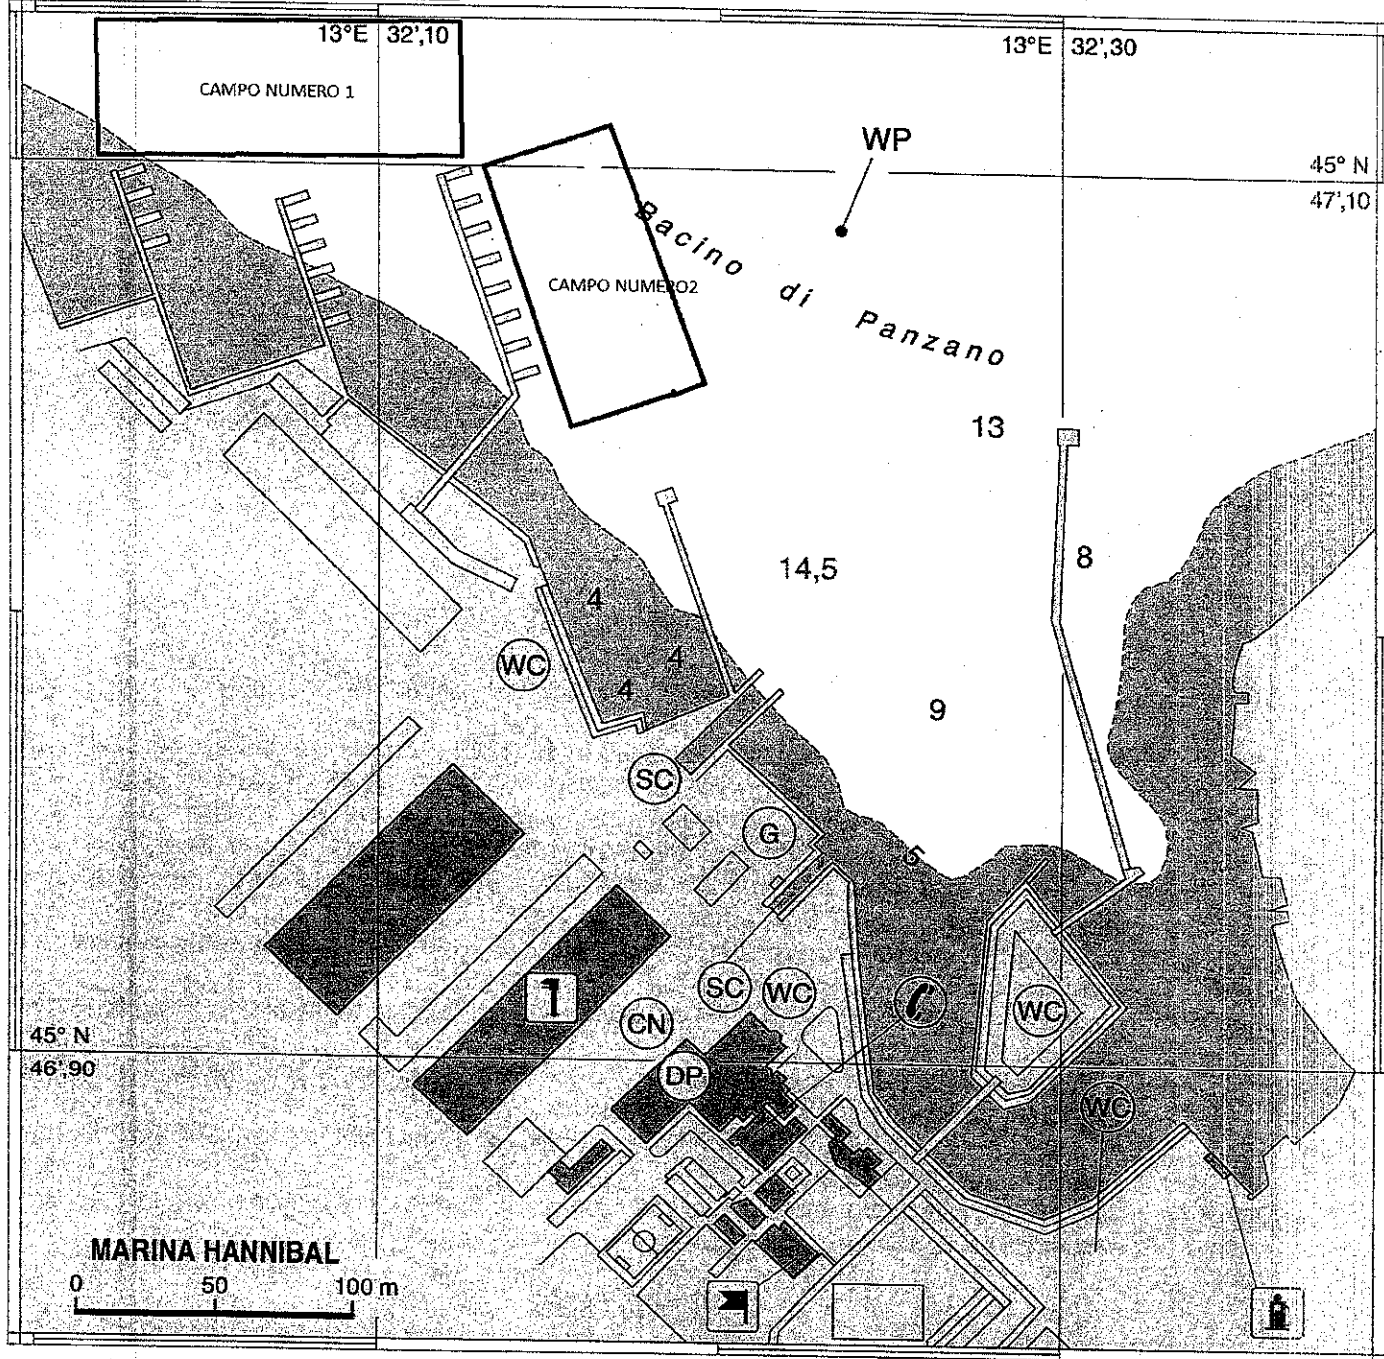 13°E 32',10
13°E 32',30
CAMPO NUMERO 1
WP
45° N
47',10
Bacino di Panzano
CAMPO NUMERO2
13
14,5
8
4
4
4
WC
9
SC
G
5
SC
WC
WC
CN
45° N
46',90
DP
WC
MARINA HANNIBAL
0 50 100 m